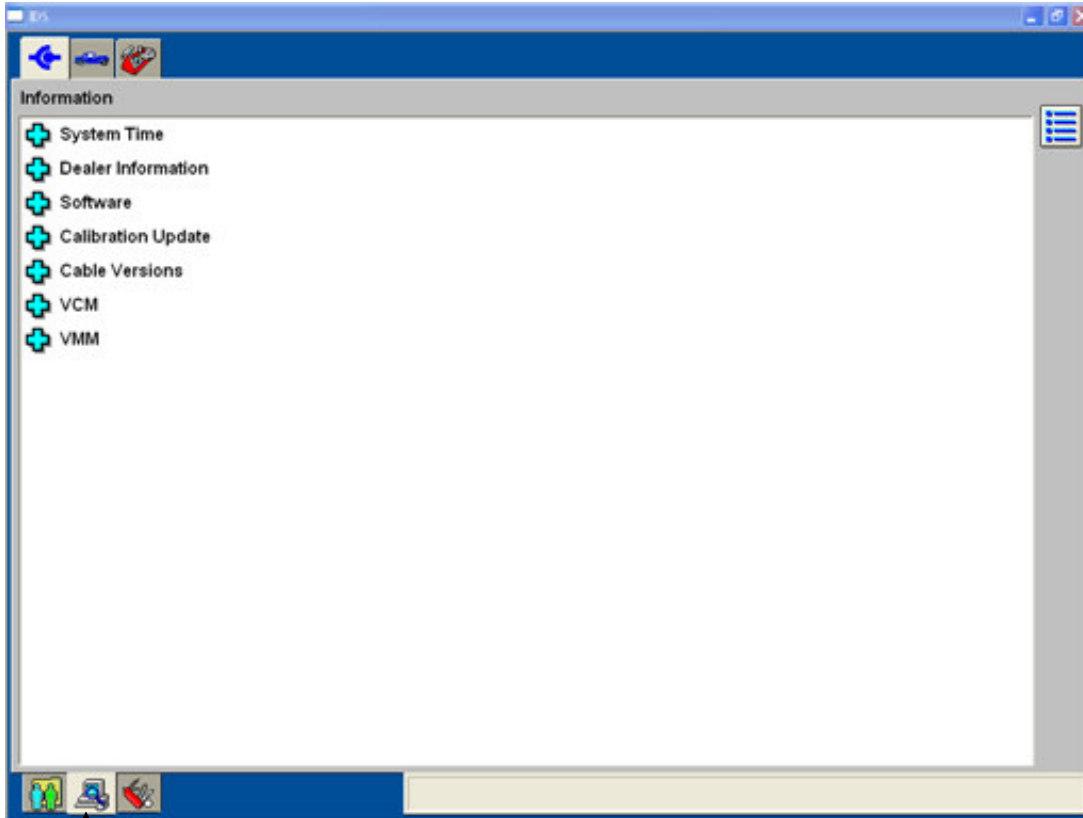 IDS
Information
System Time
Dealer Information
Software
Calibration Update
Cable Versions
VCM
VMM